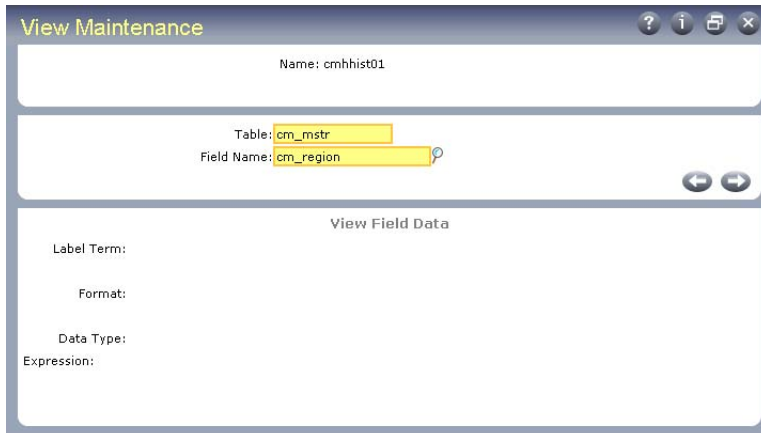 View Maintenance
Name: cmhhist01
Table: cm_mstr
Field Name: cm_region
View Field Data
Label Term:
Format:
Data Type:
Expression: